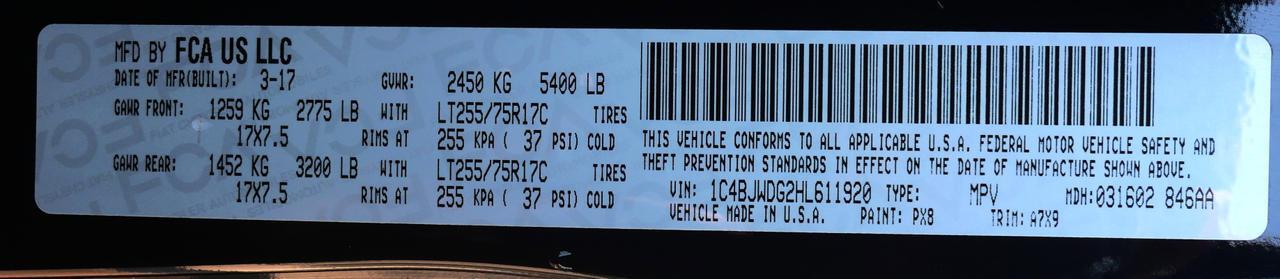 MFD BY FCA US LLC
DATE OF MFR(BUILT): 3-17 GVWR: 2450 KG 5400 LB
GAWR FRONT: 1259 KG 2775 LB WITH LT255/75R17C TIRES
17X7.5 RIMS AT 255 KPA ( 37 PSI) COLD
GAWR REAR: 1452 KG 3200 LB WITH LT255/75R17C TIRES
17X7.5 RIMS AT 255 KPA ( 37 PSI) COLD
THIS VEHICLE CONFORMS TO ALL APPLICABLE U.S.A. FEDERAL MOTOR VEHICLE SAFETY AND
THEFT PREVENTION STANDARDS IN EFFECT ON THE DATE OF MANUFACTURE SHOWN ABOVE.
VIN: 1C4BJWDG2HL611920 TYPE: MPV MDH:031602 846AA
VEHICLE MADE IN U.S.A. PAINT: PX8 TRIM: A7X9